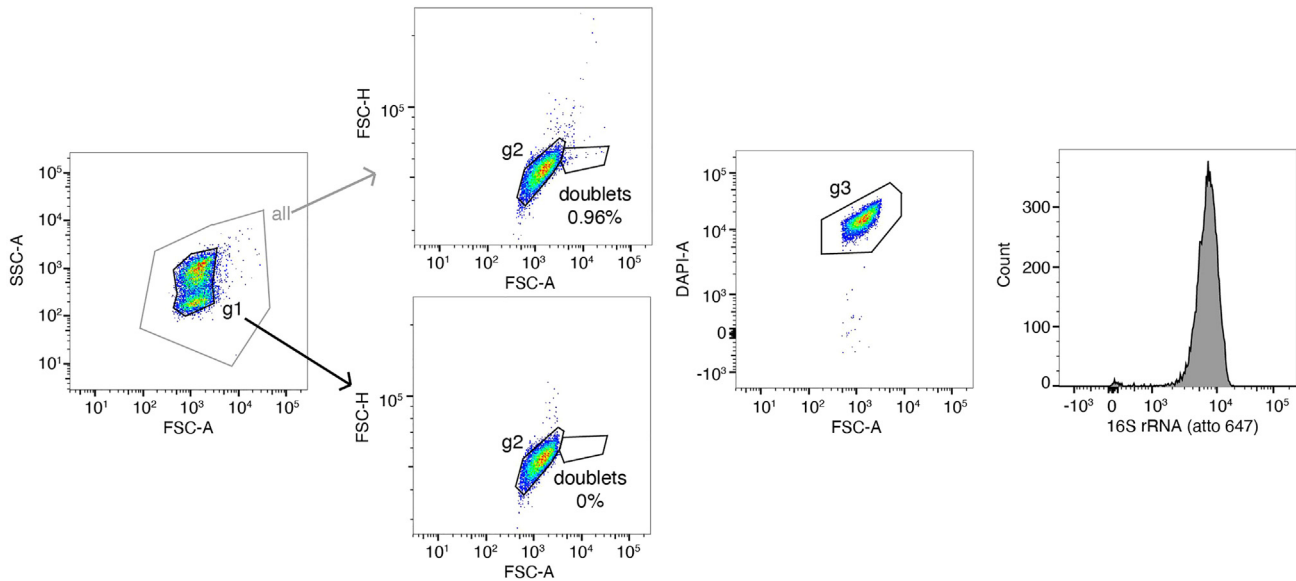 SSC-A
10⁵
10⁴
10³
10²
10¹
all
g1
10¹ 10² 10³ 10⁴ 10⁵
FSC-A
FSC-H
10⁵
g2
doublets
0.96%
10¹ 10² 10³ 10⁴ 10⁵
FSC-A
FSC-H
10⁵
g2
doublets
0%
10¹ 10² 10³ 10⁴ 10⁵
FSC-A
DAPI-A
10⁵
10⁴
10³
0
-10³
g3
10¹ 10² 10³ 10⁴ 10⁵
FSC-A
Count
300
200
100
0
-10³ 0 10³ 10⁴ 10⁵
16S rRNA (atto 647)